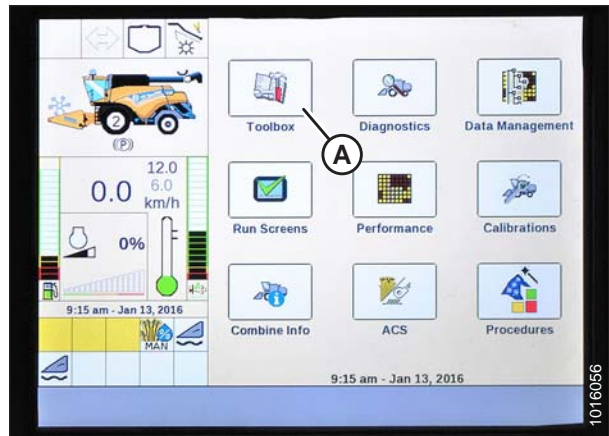 Toolbox
Diagnostics
Data Management
A
2
(P)
12.0
6.0
0.0
km/h
Run Screens
Performance
Calibrations
0%
9:15 am - Jan 13, 2016
Combine Info
ACS
Procedures
MAN
9:15 am - Jan 13, 2016
1016056